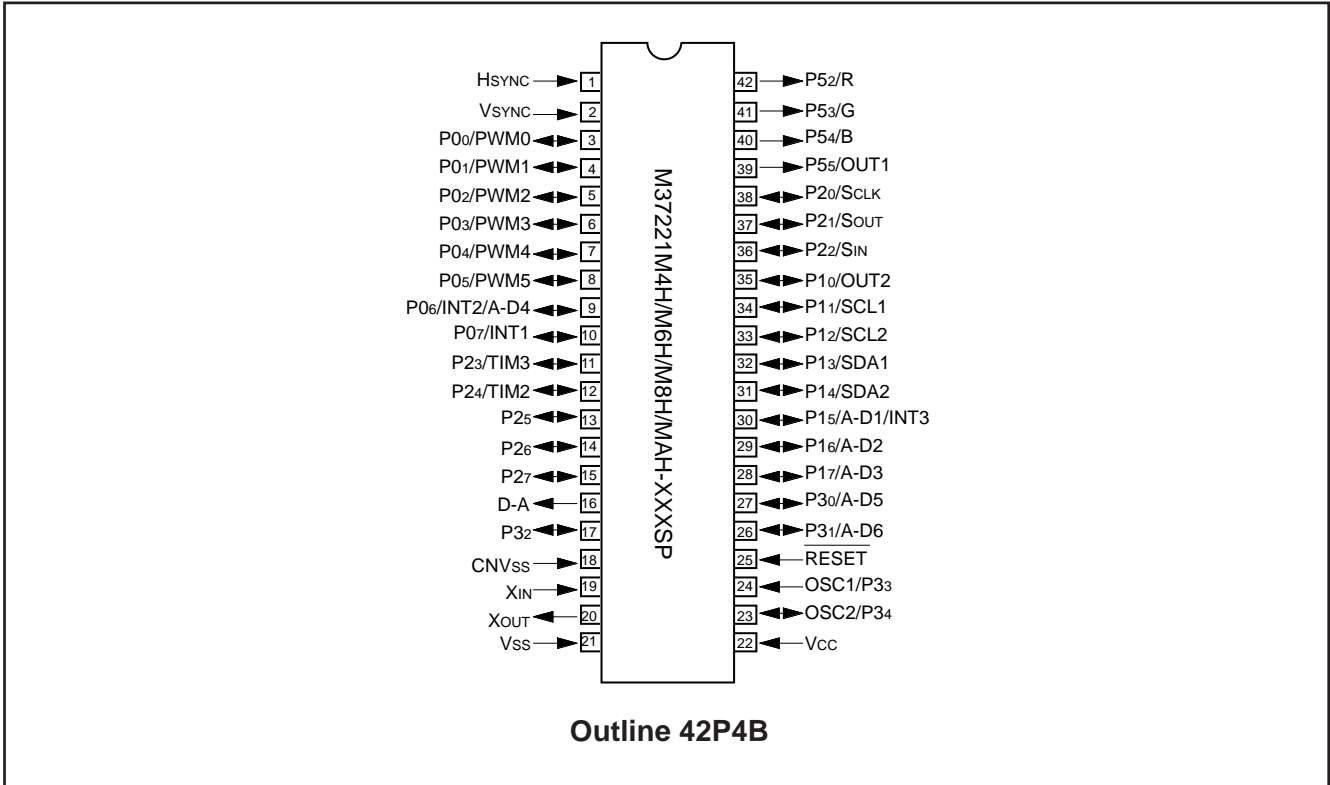 HSYNC 1 42 P52/R
VSYNC 2 41 P53/G
P00/PWM0 3 40 P54/B
P01/PWM1 4 39 P55/OUT1
P02/PWM2 5 38 P20/SCLK
P03/PWM3 6 37 P21/SOUT
P04/PWM4 7 36 P22/SIN
P05/PWM5 8 35 P10/OUT2
P06/INT2/A-D4 9 34 P11/SCL1
P07/INT1 10 33 P12/SCL2
P23/TIM3 11 32 P13/SDA1
P24/TIM2 12 31 P14/SDA2
P25 13 30 P15/A-D1/INT3
P26 14 29 P16/A-D2
P27 15 28 P17/A-D3
D-A 16 27 P30/A-D5
P32 17 26 P31/A-D6
CNVSS 18 25 RESET
XIN 19 24 OSC1/P33
XOUT 20 23 OSC2/P34
VSS 21 22 VCC
M37221M4H/M6H/M8H/MAH-XXXSP
Outline 42P4B